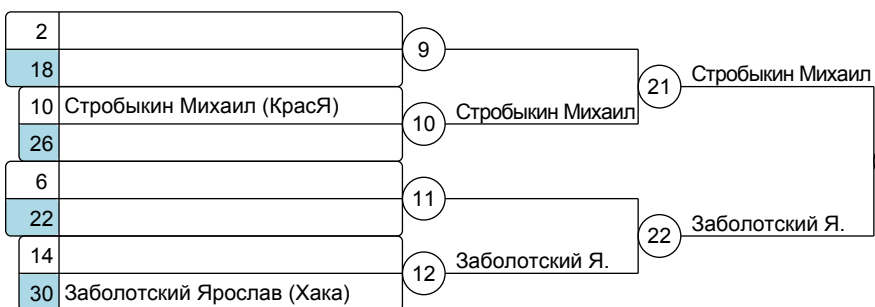 2
18
9
10 Стробыкин Михаил (КрасЯ)
26
10 Стробыкин Михаил
21 Стробыкин Михаил
6
22
11
14
30 Заболотский Ярослав (Хака)
12 Заболотский Я.
22 Заболотский Я.